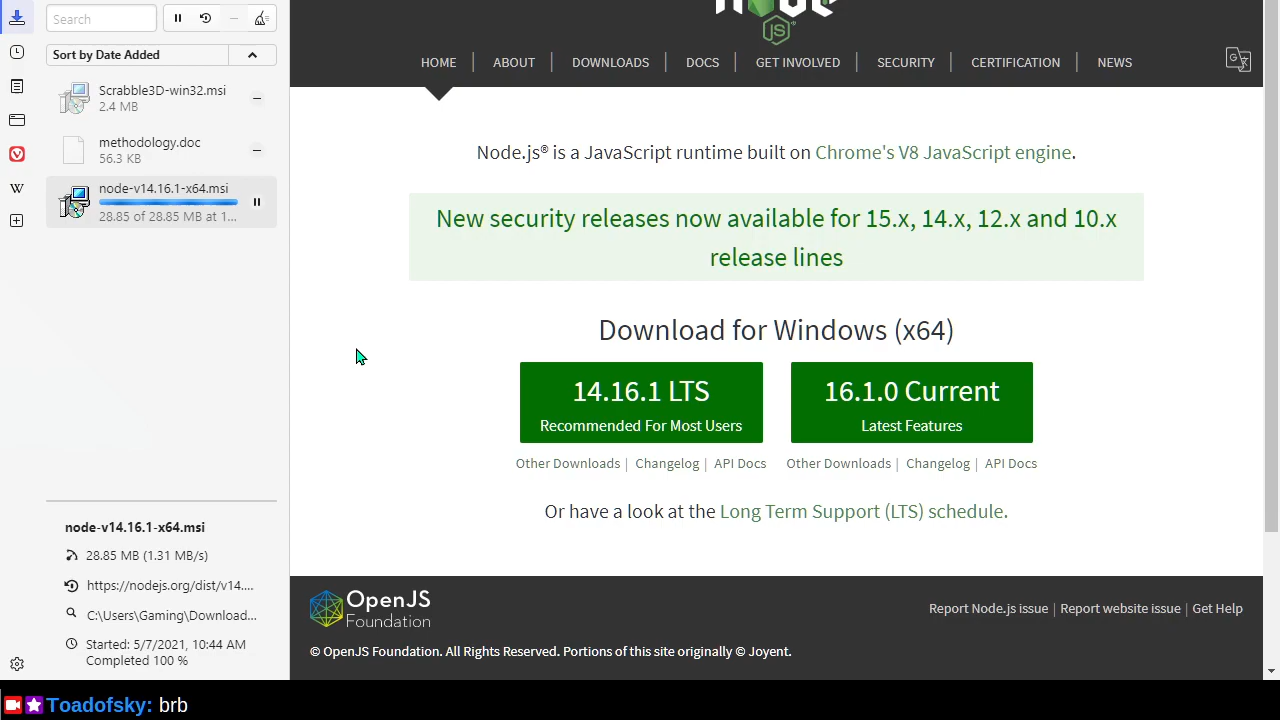 Search
Sort by Date Added
Scrabble3D-win32.msi
2.4 MB
methodology.doc
56.3 KB
node-v14.16.1-x64.msi
28.85 of 28.85 MB at 1...
node-v14.16.1-x64.msi
28.85 MB (1.31 MB/s)
https://nodejs.org/dist/v14....
C:\Users\Gaming\Download...
Started: 5/7/2021, 10:44 AM
Completed 100 %
JS
HOME | ABOUT | DOWNLOADS | DOCS | GET INVOLVED | SECURITY | CERTIFICATION | NEWS
Node.js® is a JavaScript runtime built on Chrome's V8 JavaScript engine.
New security releases now available for 15.x, 14.x, 12.x and 10.x
release lines
Download for Windows (x64)
14.16.1 LTS
Recommended For Most Users
16.1.0 Current
Latest Features
Other Downloads | Changelog | API Docs
Other Downloads | Changelog | API Docs
Or have a look at the Long Term Support (LTS) schedule.
OpenJS
Foundation
Report Node.js issue | Report website issue | Get Help
© OpenJS Foundation. All Rights Reserved. Portions of this site originally © Joyent.
Toadofsky: brb